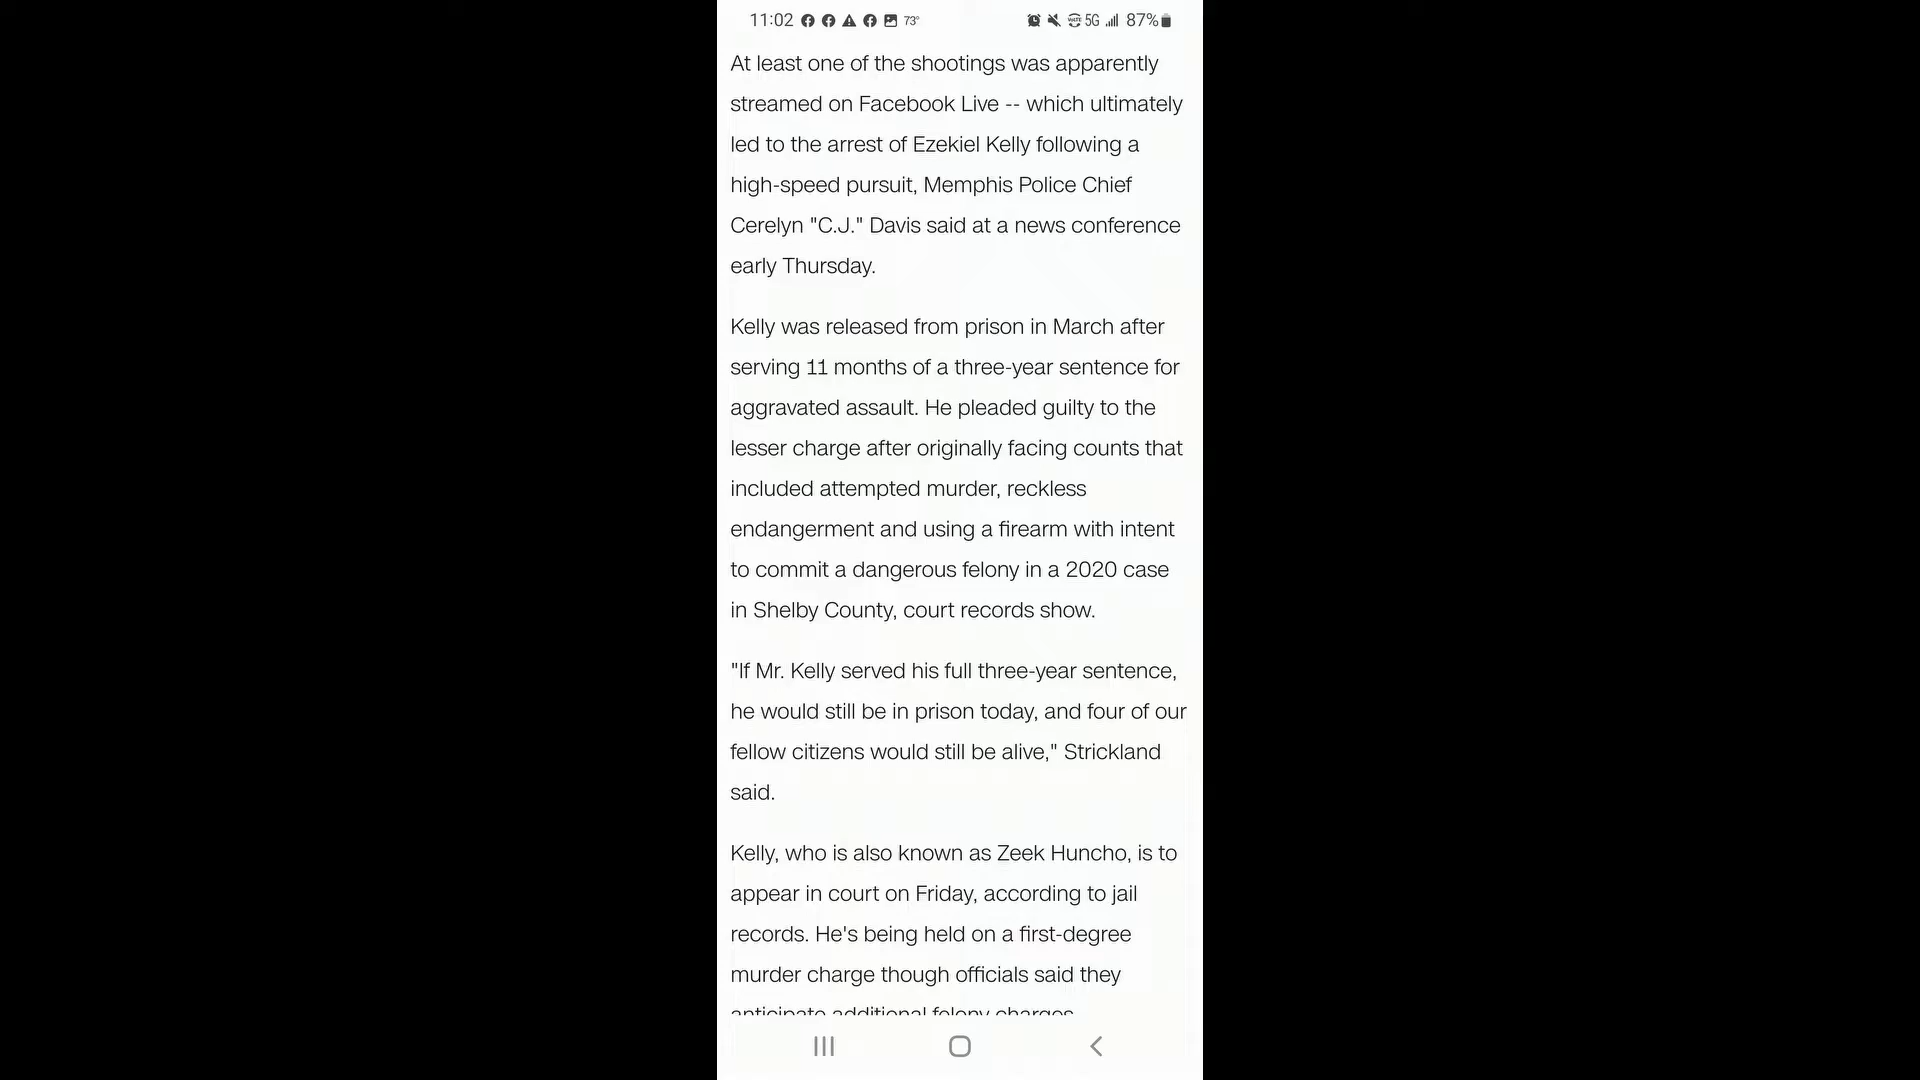 11:02 73° 5G 87%
At least one of the shootings was apparently
streamed on Facebook Live -- which ultimately
led to the arrest of Ezekiel Kelly following a
high-speed pursuit, Memphis Police Chief
Cerelyn "C.J." Davis said at a news conference
early Thursday.
Kelly was released from prison in March after
serving 11 months of a three-year sentence for
aggravated assault. He pleaded guilty to the
lesser charge after originally facing counts that
included attempted murder, reckless
endangerment and using a firearm with intent
to commit a dangerous felony in a 2020 case
in Shelby County, court records show.
"If Mr. Kelly served his full three-year sentence,
he would still be in prison today, and four of our
fellow citizens would still be alive," Strickland
said.
Kelly, who is also known as Zeek Huncho, is to
appear in court on Friday, according to jail
records. He's being held on a first-degree
murder charge though officials said they
anticipate additional felony charges